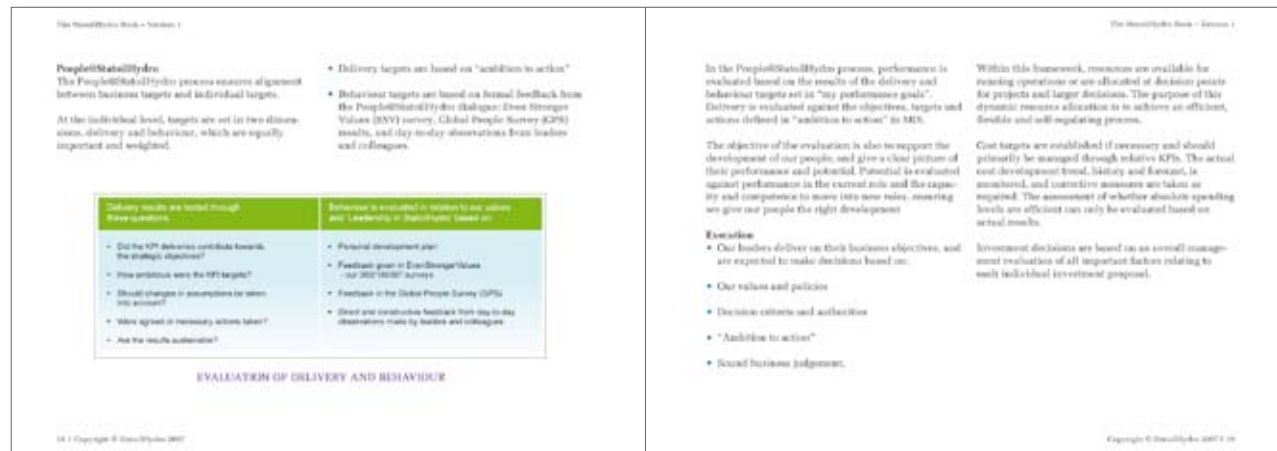 The StatoilHydro Book – Version 1
People@StatoilHydro
The People@StatoilHydro process ensures alignment
between business targets and individual targets.
At the individual level, targets are set in two dimen-
sions, delivery and behaviour, which are equally
important and weighted.
• Delivery targets are based on "ambition to action"
• Behaviour targets are based on formal feedback from
the People@StatoilHydro dialogue: Even Stronger
Values (ESV) survey, Global People Survey (GPS)
results, and day-to-day observations from leaders
and colleagues.
Delivery results are tested through
these questions
• Did the KPI deliveries contribute towards
the strategic objectives?
• How ambitious were the KPI targets?
• Should changes in assumptions be taken
into account?
• Were agreed or necessary actions taken?
• Are the results sustainable?
Behaviour is evaluated in relation to our values
and 'Leadership in StatoilHydro' based on
• Personal development plan
• Feedback given in EvenStrongerValues
- our 360°/180/90° surveys
• Feedback in the Global People Survey (GPS)
• Direct and constructive feedback from day-to-day
observations made by leaders and colleagues
EVALUATION OF DELIVERY AND BEHAVIOUR
Copyright © StatoilHydro 2007
The StatoilHydro Book – Version 1
In the People@StatoilHydro process, performance is
evaluated based on the results of the delivery and
behaviour targets set in "my performance goals".
Delivery is evaluated against the objectives, targets and
actions defined in "ambition to action" in MIS.
The objective of the evaluation is also to support the
development of our people, and give a clear picture of
their performance and potential. Potential is evaluated
against performance in the current role and the capac-
ity and competence to move into new roles, ensuring
we give our people the right development
Execution
• Our leaders deliver on their business objectives, and
are expected to make decisions based on:
• Our values and policies
• Decision criteria and authorities
• "Ambition to action"
• Sound business judgement.
Within this framework, resources are available for
running operations or are allocated at decision points
for projects and larger decisions. The purpose of this
dynamic resource allocation is to achieve an efficient,
flexible and self-regulating process.
Cost targets are established if necessary and should
primarily be managed through relative KPIs. The actual
cost development trend, history and forecast, is
monitored, and corrective measures are taken as
required. The assessment of whether absolute spending
levels are efficient can only be evaluated based on
actual results.
Investment decisions are based on an overall manage-
ment evaluation of all important factors relating to
each individual investment proposal.
Copyright © StatoilHydro 2007